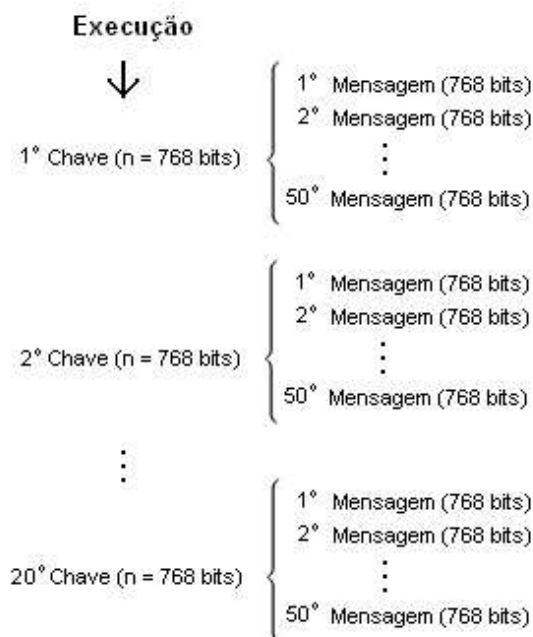 Execução
1° Chave (n = 768 bits)
1° Mensagem (768 bits)
2° Mensagem (768 bits)
50° Mensagem (768 bits)
2° Chave (n = 768 bits)
1° Mensagem (768 bits)
2° Mensagem (768 bits)
50° Mensagem (768 bits)
20° Chave (n = 768 bits)
1° Mensagem (768 bits)
2° Mensagem (768 bits)
50° Mensagem (768 bits)